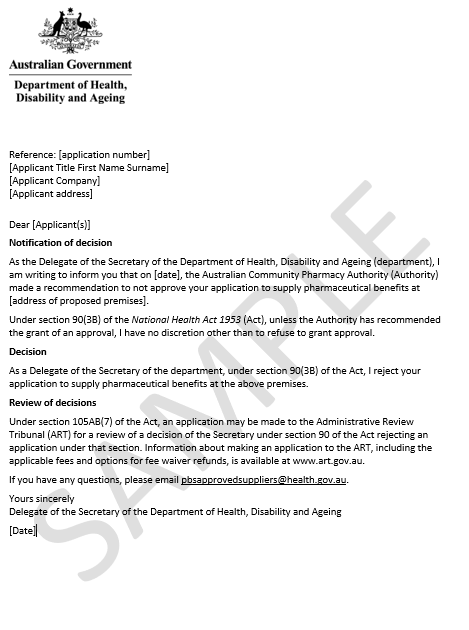 Australian Government
Department of Health,
Disability and Ageing
Reference: [application number]
[Applicant Title First Name Surname]
[Applicant Company]
[Applicant address]
Dear [Applicant(s)]
Notification of decision
As the Delegate of the Secretary of the Department of Health, Disability and Ageing (department), I
am writing to inform you that on [date], the Australian Community Pharmacy Authority (Authority)
made a recommendation to not approve your application to supply pharmaceutical benefits at
[address of proposed premises].
Under section 90(3B) of the National Health Act 1953 (Act), unless the Authority has recommended
the grant of an approval, I have no discretion other than to refuse to grant approval.
Decision
As a Delegate of the Secretary of the department, under section 90(3B) of the Act, I reject your
application to supply pharmaceutical benefits at the above premises.
Review of decisions
Under section 105AB(7) of the Act, an application may be made to the Administrative Review
Tribunal (ART) for a review of a decision of the Secretary under section 90 of the Act rejecting an
application under that section. Information about making an application to the ART, including the
applicable fees and options for fee waiver refunds, is available at www.art.gov.au.
If you have any questions, please email pbsapprovedsuppliers@health.gov.au.
Yours sincerely
Delegate of the Secretary of the Department of Health, Disability and Ageing
[Date]
SAMPLE